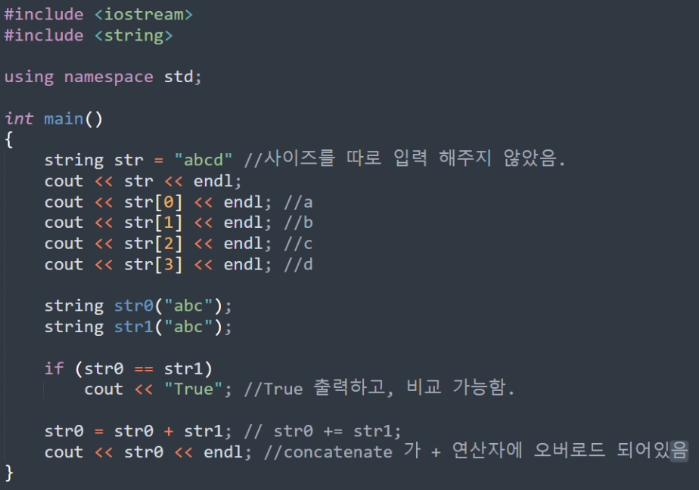 #include <iostream>
#include <string>
using namespace std;
int main()
{
string str = "abcd" //사이즈를 따로 입력 해주지 않았음.
cout << str << endl;
cout << str[0] << endl; //a
cout << str[1] << endl; //b
cout << str[2] << endl; //c
cout << str[3] << endl; //d
string str0("abc");
string str1("abc");
if (str0 == str1)
cout << "True"; //True 출력하고, 비교 가능함.
str0 = str0 + str1; // str0 += str1;
cout << str0 << endl; //concatenate 가 + 연산자에 오버로드 되어있음
}